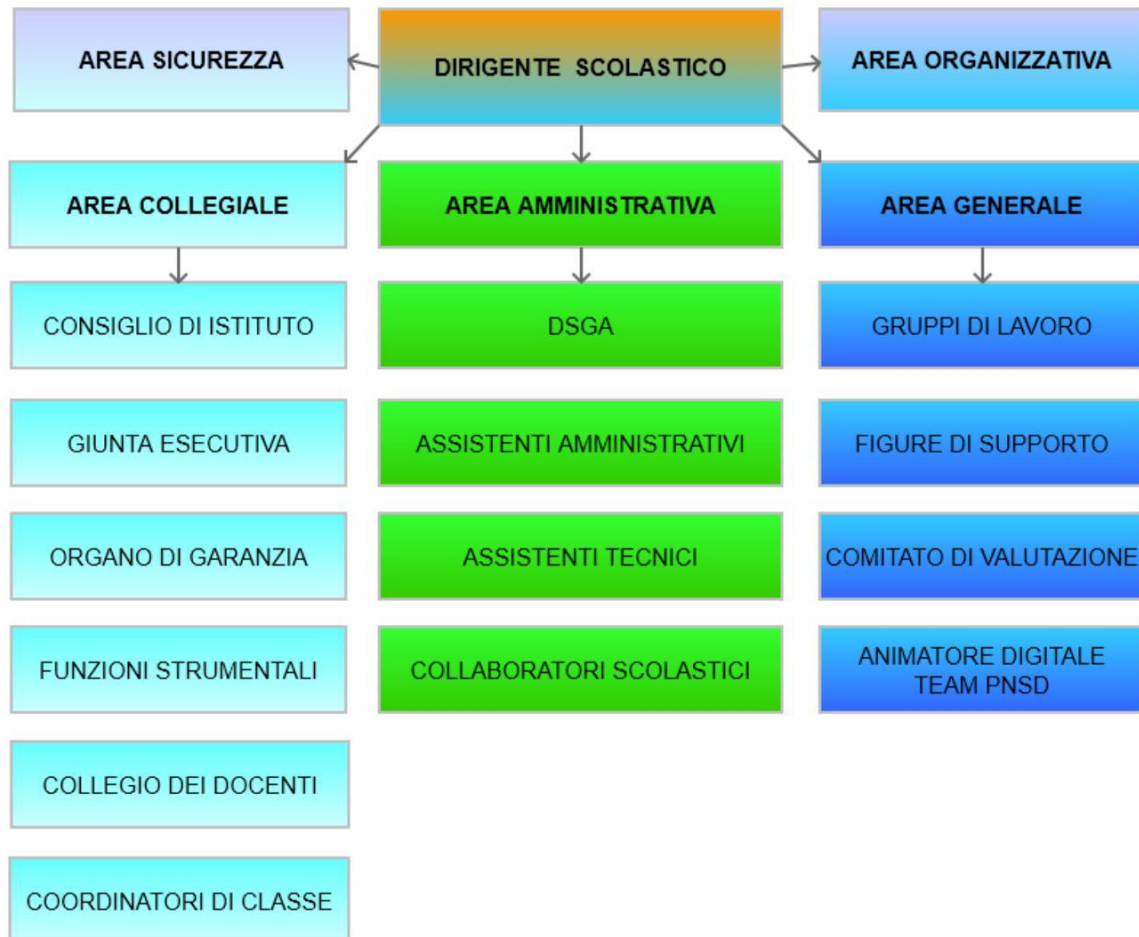 AREA SICUREZZA
DIRIGENTE SCOLASTICO
AREA ORGANIZZATIVA
AREA COLLEGIALE
AREA AMMINISTRATIVA
AREA GENERALE
CONSIGLIO DI ISTITUTO
DSGA
GRUPPI DI LAVORO
GIUNTA ESECUTIVA
ASSISTENTI AMMINISTRATIVI
FIGURE DI SUPPORTO
ORGANO DI GARANZIA
ASSISTENTI TECNICI
COMITATO DI VALUTAZIONE
FUNZIONI STRUMENTALI
COLLABORATORI SCOLASTICI
ANIMATORE DIGITALE
TEAM PNSD
COLLEGIO DEI DOCENTI
COORDINATORI DI CLASSE